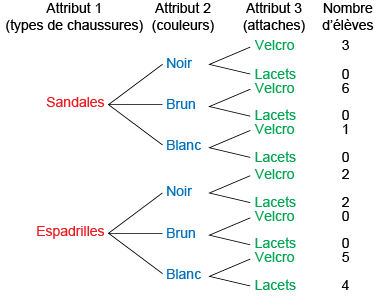 Attribut 1 Attribut 2 Attribut 3 Nombre
(types de chaussures) (couleurs) (attaches) d'élèves
Velcro 3
Noir
Lacets 0
Velcro 6
Sandales Brun
Lacets 0
Velcro 1
Blanc
Lacets 0
Velcro 2
Noir
Lacets 2
Velcro 0
Espadrilles Brun
Lacets 0
Velcro 5
Blanc
Lacets 4